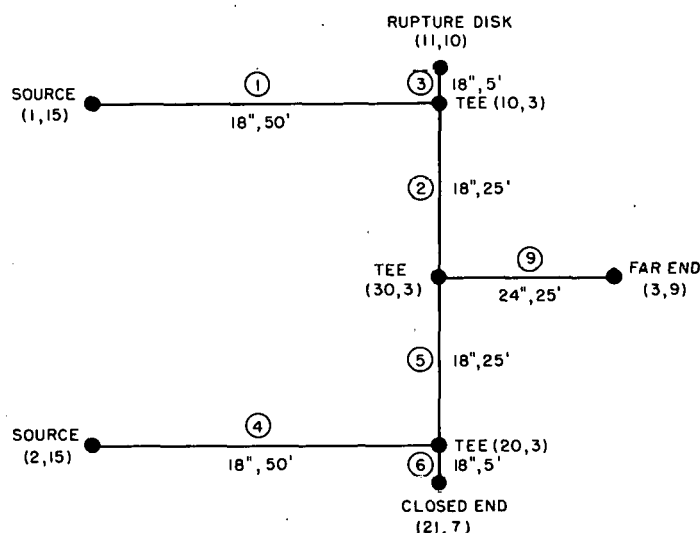 RUPTURE DISK
(11,10)
③ 18", 5'
①
SOURCE
(1,15)
TEE (10,3)
18", 50'
② 18", 25'
⑨
TEE
(30,3)
FAR END
(3,9)
24", 25'
⑤ 18", 25'
④
SOURCE
(2,15)
TEE (20,3)
18", 50'
⑥ 18", 5'
CLOSED END
(21,7)